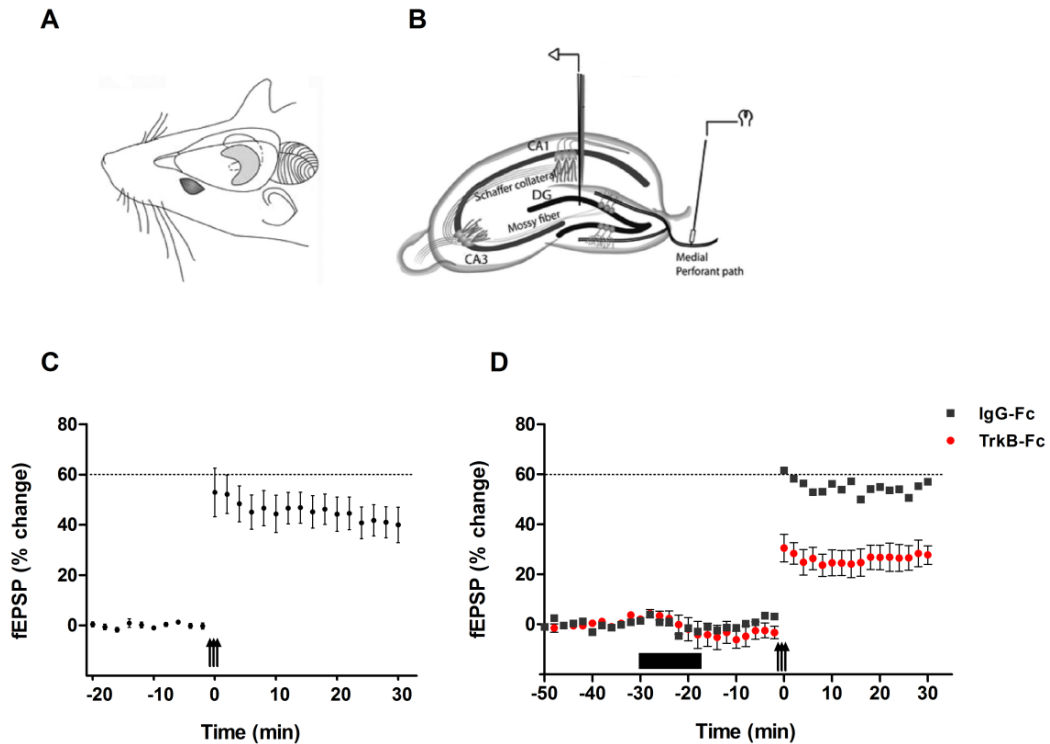 A
B
CA1
Schaffer collateral
DG
Mossy fiber
CA3
Medial
Perforant path
C
80
60
40
20
0
fEPSP (% change)
-20 -10 0 10 20 30
Time (min)
D
IgG-Fc
TrkB-Fc
80
60
40
20
0
fEPSP (% change)
-50 -40 -30 -20 -10 0 10 20 30
Time (min)